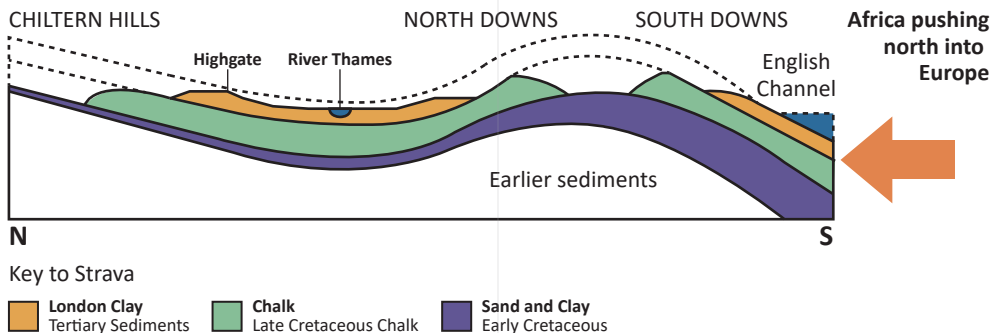 CHILTERN HILLS
NORTH DOWNS
SOUTH DOWNS
Africa pushing
north into
Europe
Highgate
River Thames
English
Channel
Earlier sediments
N
S
Key to Strava
London Clay
Tertiary Sediments
Chalk
Late Cretaceous Chalk
Sand and Clay
Early Cretaceous